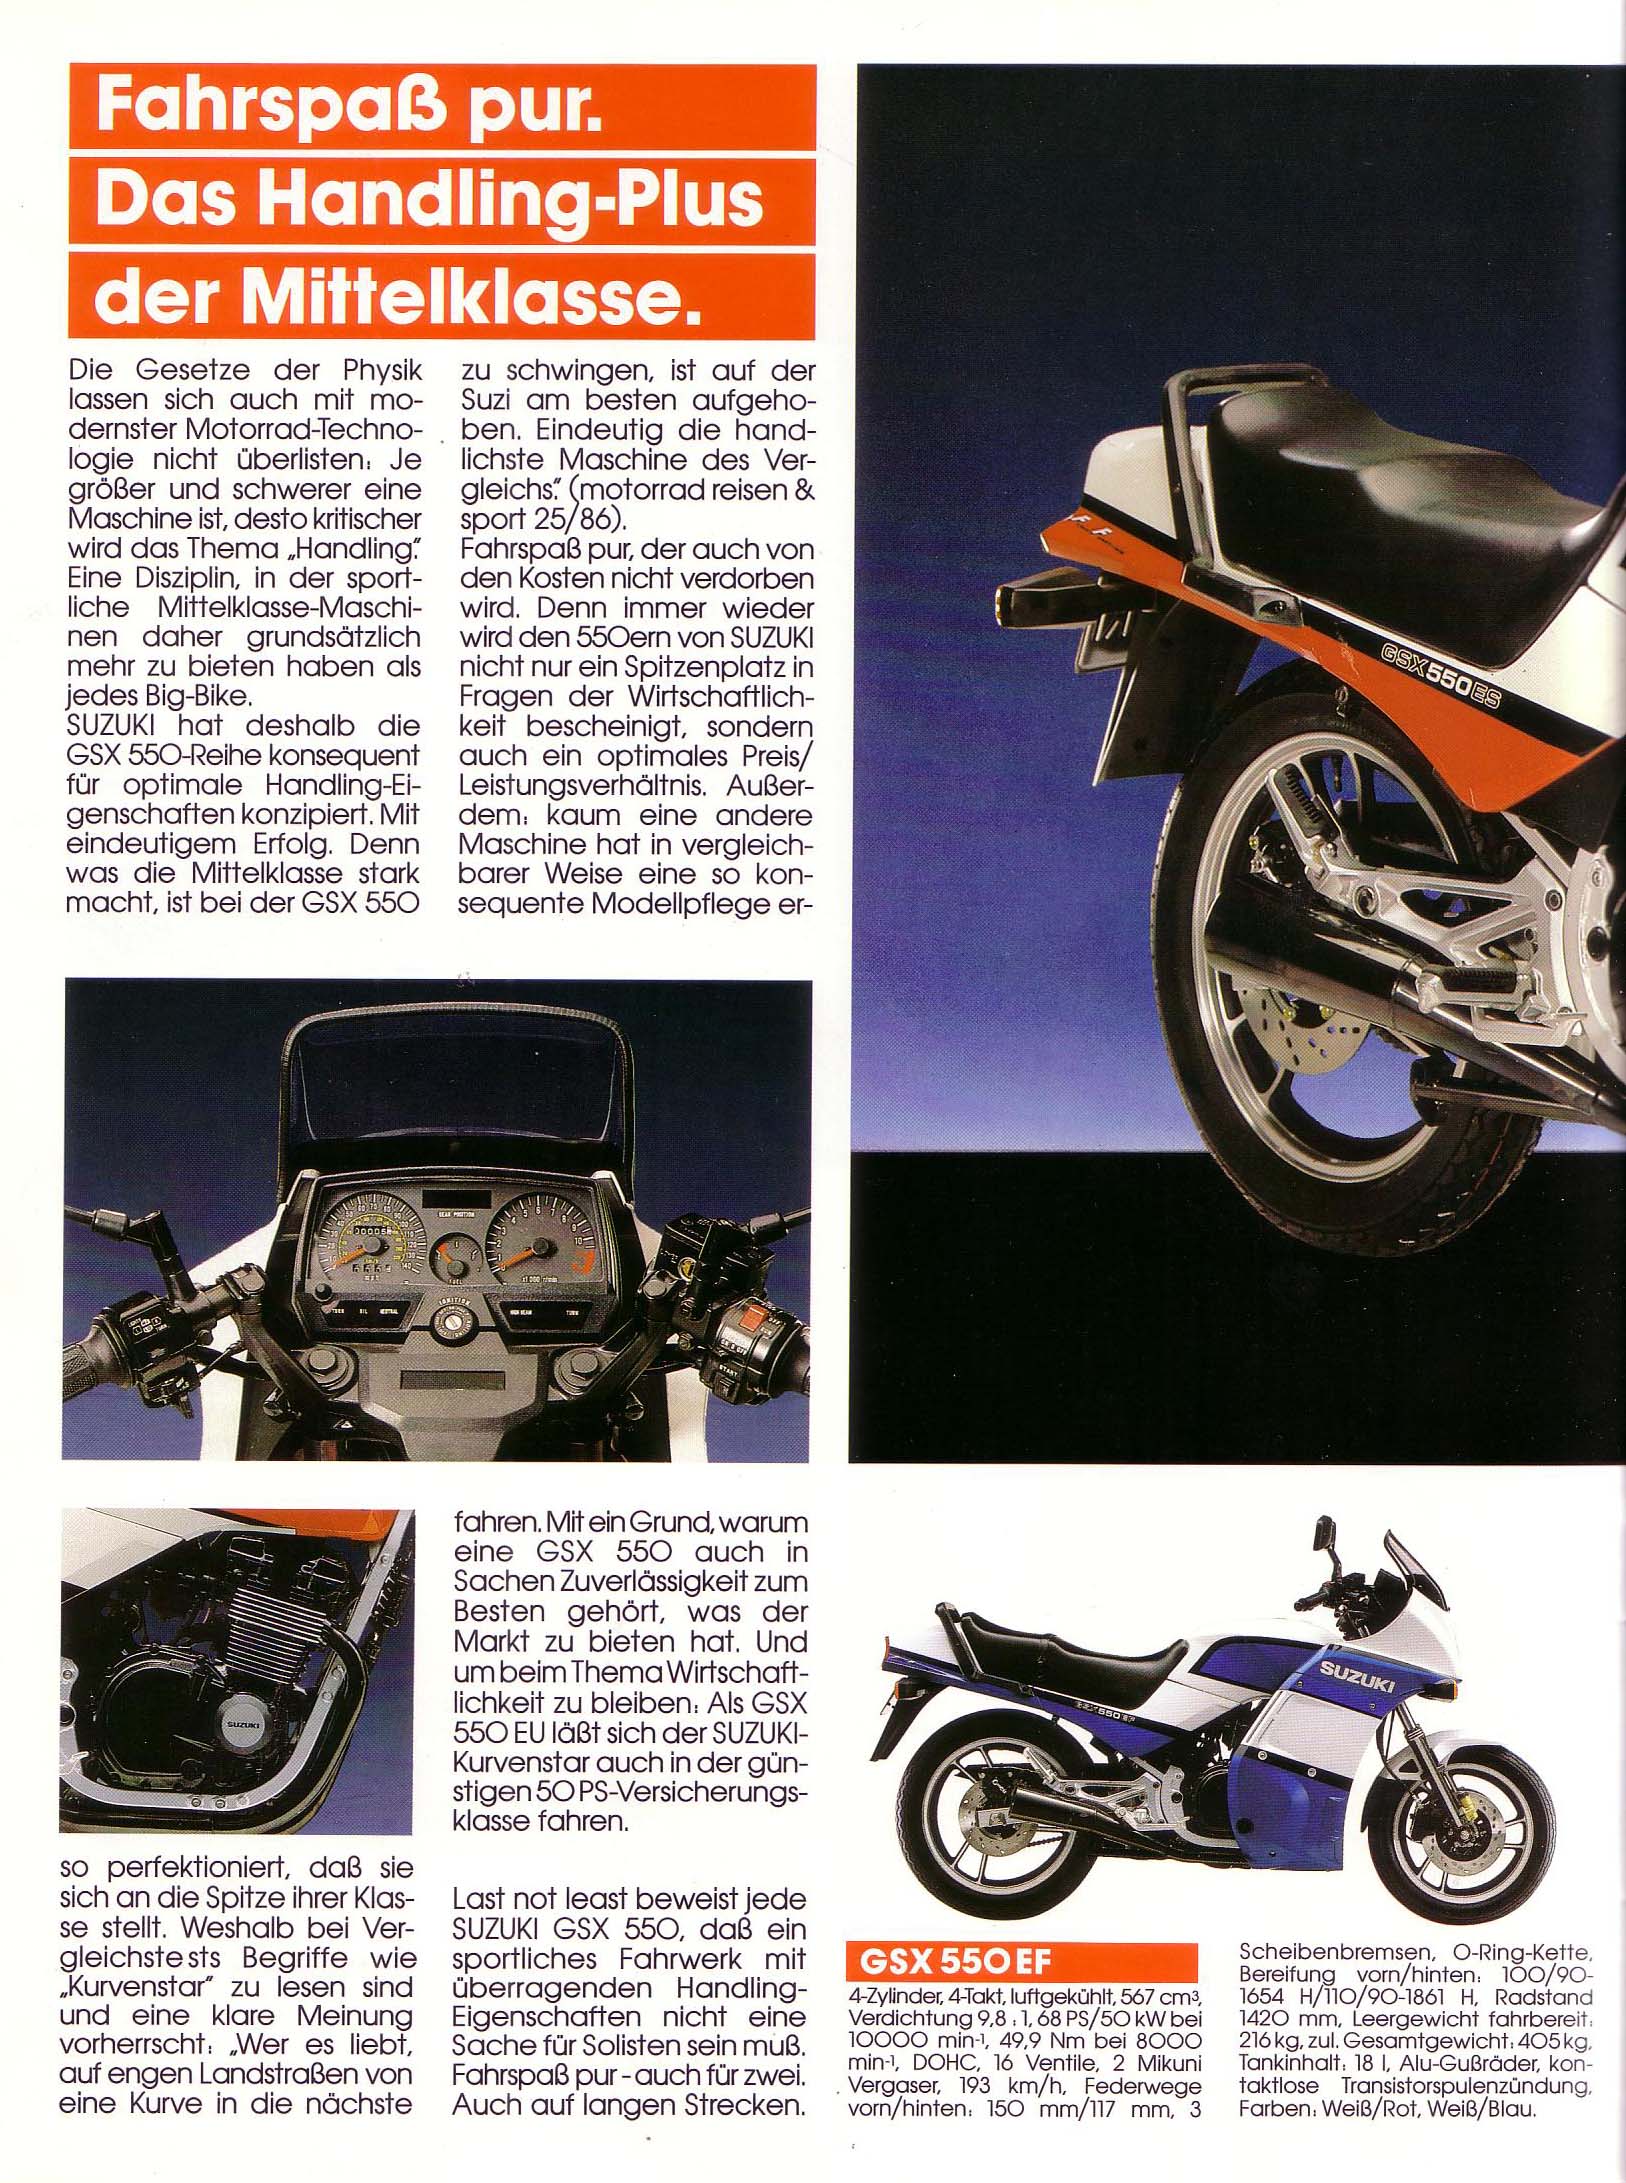 Fahrspaß pur.
Das Handling-Plus
der Mittelklasse.
Die Gesetze der Physik
lassen sich auch mit mo-
dernster Motorrad-Techno-
logie nicht überlisten: Je
größer und schwerer eine
Maschine ist, desto kritischer
wird das Thema „Handling".
Eine Disziplin, in der sport-
liche Mittelklasse-Maschi-
nen daher grundsätzlich
mehr zu bieten haben als
jedes Big-Bike.
SUZUKI hat deshalb die
GSX 550-Reihe konsequent
für optimale Handling-Ei-
genschaften konzipiert. Mit
eindeutigem Erfolg. Denn
was die Mittelklasse stark
macht, ist bei der GSX 550
so perfektioniert, daß sie
sich an die Spitze ihrer Klas-
se stellt. Weshalb bei Ver-
gleichstests Begriffe wie
„Kurvenstar" zu lesen sind
und eine klare Meinung
vorherrscht: „Wer es liebt,
auf engen Landstraßen von
eine Kurve in die nächste
zu schwingen, ist auf der
Suzi am besten aufgeho-
ben. Eindeutig die hand-
lichste Maschine des Ver-
gleichs." (motorrad reisen &
sport 25/86).
Fahrspaß pur, der auch von
den Kosten nicht verdorben
wird. Denn immer wieder
wird den 550ern von SUZUKI
nicht nur ein Spitzenplatz in
Fragen der Wirtschaftlich-
keit bescheinigt, sondern
auch ein optimales Preis/
Leistungsverhältnis. Außer-
dem: kaum eine andere
Maschine hat in vergleich-
barer Weise eine so kon-
sequente Modellpflege er-
fahren. Mit ein Grund, warum
eine GSX 550 auch in
Sachen Zuverlässigkeit zum
Besten gehört, was der
Markt zu bieten hat. Und
um beim Thema Wirtschaft-
lichkeit zu bleiben: Als GSX
550 EU läßt sich der SUZUKI-
Kurvenstar auch in der gün-
stigen 50 PS-Versicherungs-
klasse fahren.
Last not least beweist jede
SUZUKI GSX 550, daß ein
sportliches Fahrwerk mit
überragenden Handling-
Eigenschaften nicht eine
Sache für Solisten sein muß.
Fahrspaß pur - auch für zwei.
Auch auf langen Strecken.
GSX550ES
GEAR POSITION
FUEL
x1000 r/min
mph
TURN OIL NEUTRAL
IGNITION
HIGH BEAM TURN
OFF
START
SUZUKI
SUZUKI
GSX550EF
GSX 550 EF
4-Zylinder, 4-Takt, luftgekühlt, 567 cm³,
Verdichtung 9,8 : 1, 68 PS/50 kW bei
10000 min-1, 49,9 Nm bei 8000
min-1, DOHC, 16 Ventile, 2 Mikuni
Vergaser, 193 km/h, Federwege
vorn/hinten: 150 mm/117 mm, 3
Scheibenbremsen, O-Ring-Kette,
Bereifung vorn/hinten: 100/90-
1654 H/110/90-1861 H, Radstand
1420 mm, Leergewicht fahrbereit:
216 kg, zul. Gesamtgewicht: 405 kg,
Tankinhalt: 18 l, Alu-Gußräder, kon-
taktlose Transistorspulenzündung,
Farben: Weiß/Rot, Weiß/Blau.